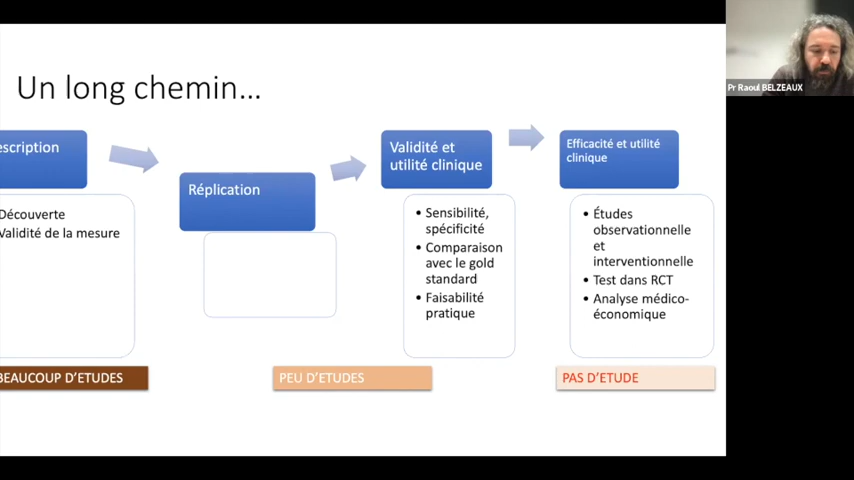 Un long chemin...
Pr Raoul BELZEAUX
escription
Découverte
Validité de la mesure
BEAUCOUP D'ETUDES
Réplication
PEU D'ETUDES
Validité et
utilité clinique
• Sensibilité,
spécificité
• Comparaison
avec le gold
standard
• Faisabilité
pratique
Efficacité et utilité
clinique
• Études
observationnelle
et
interventionnelle
• Test dans RCT
• Analyse médico-
économique
PAS D'ETUDE